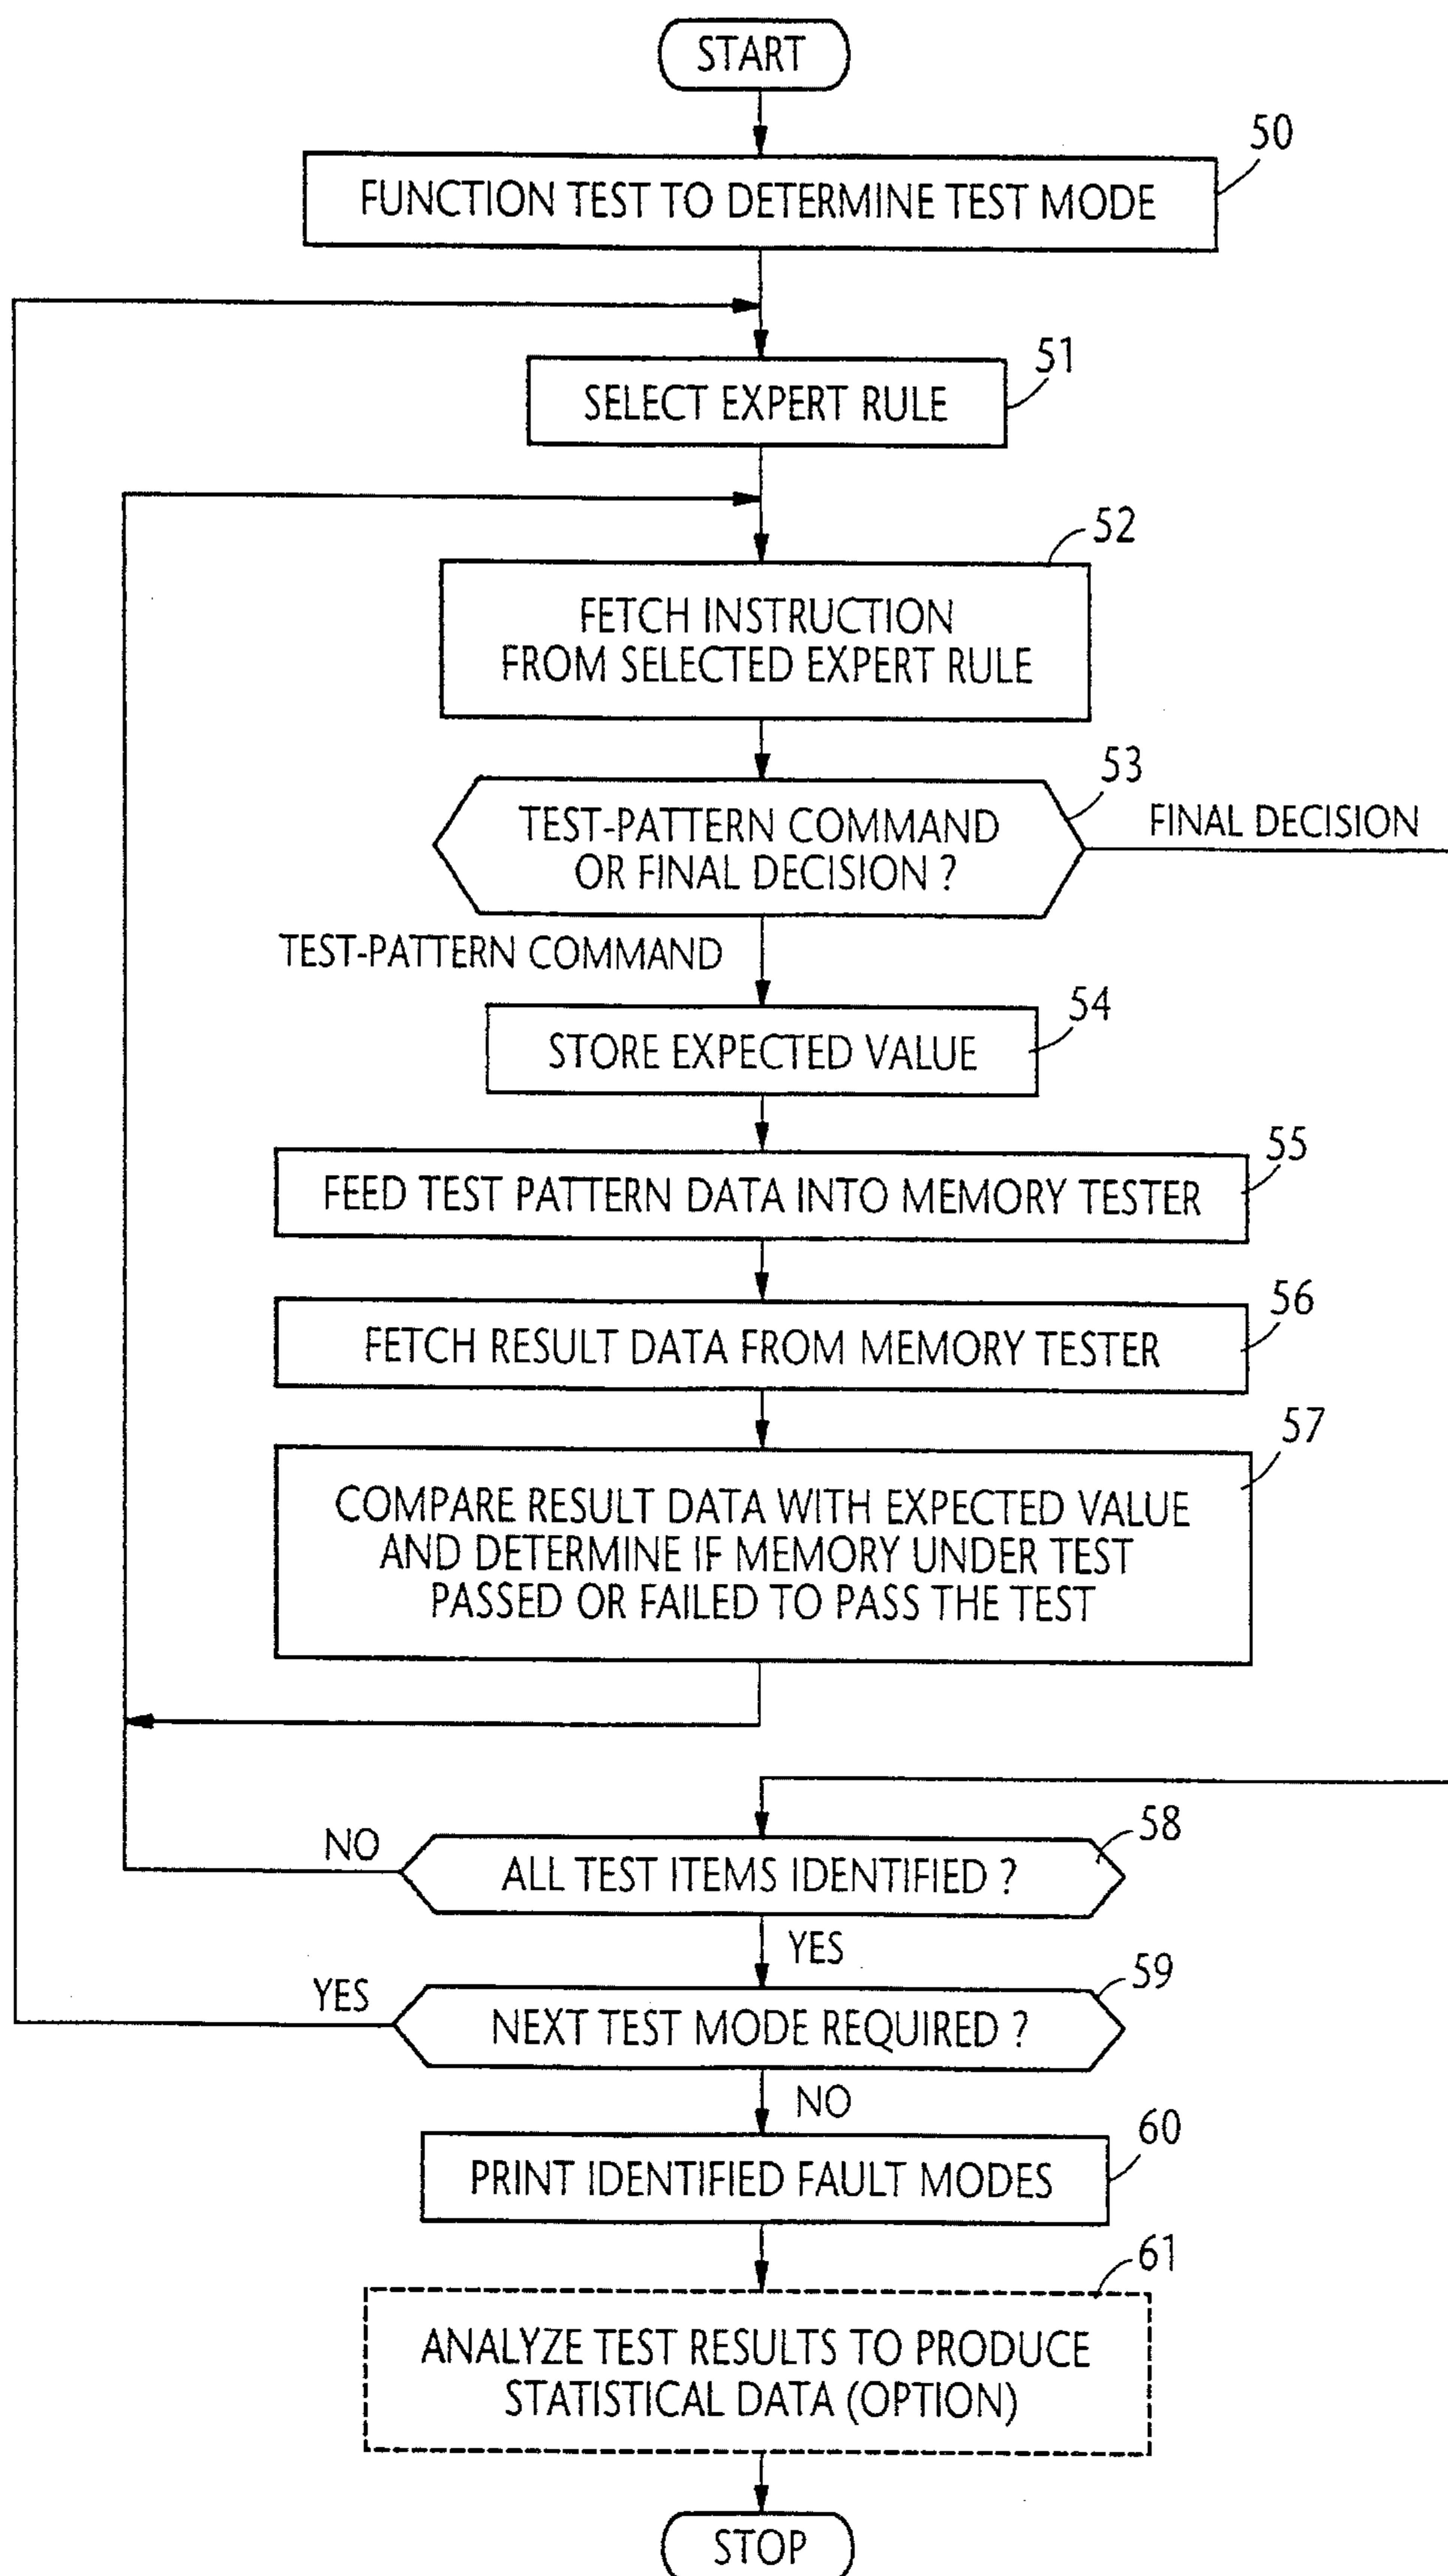 START
50
FUNCTION TEST TO DETERMINE TEST MODE
51
SELECT EXPERT RULE
52
FETCH INSTRUCTION
FROM SELECTED EXPERT RULE
53
TEST-PATTERN COMMAND
OR FINAL DECISION ?
FINAL DECISION
TEST-PATTERN COMMAND
54
STORE EXPECTED VALUE
55
FEED TEST PATTERN DATA INTO MEMORY TESTER
56
FETCH RESULT DATA FROM MEMORY TESTER
57
COMPARE RESULT DATA WITH EXPECTED VALUE
AND DETERMINE IF MEMORY UNDER TEST
PASSED OR FAILED TO PASS THE TEST
58
NO
ALL TEST ITEMS IDENTIFIED ?
YES
59
YES
NEXT TEST MODE REQUIRED ?
NO
60
PRINT IDENTIFIED FAULT MODES
61
ANALYZE TEST RESULTS TO PRODUCE
STATISTICAL DATA (OPTION)
STOP